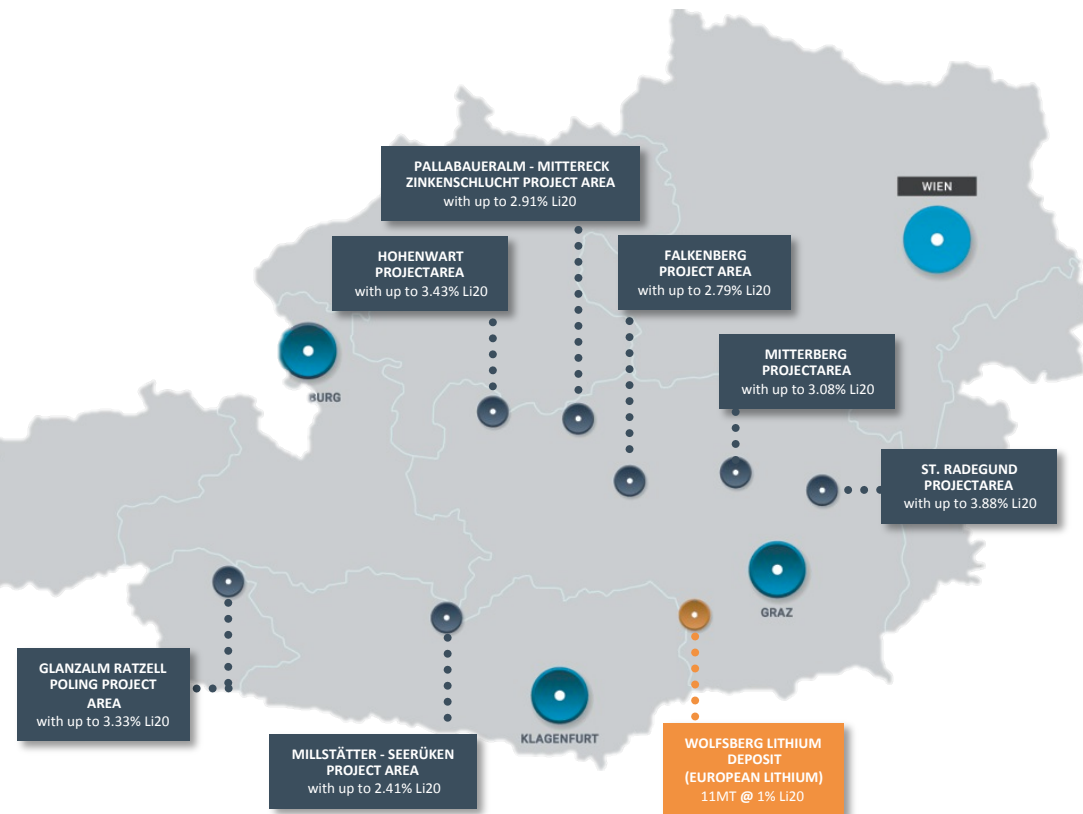 PALLABAUERALM - MITTERECK
ZINKENSCHLUCHT PROJECT AREA
with up to 2.91% Li20
WIEN
HOHENWART
PROJECTAREA
with up to 3.43% Li20
FALKENBERG
PROJECT AREA
with up to 2.79% Li20
MITTERBERG
PROJECTAREA
with up to 3.08% Li20
BURG
ST. RADEGUND
PROJECTAREA
with up to 3.88% Li20
GRAZ
GLANZALM RATZELL
POLING PROJECT
AREA
with up to 3.33% Li20
KLAGENFURT
MILLSTÄTTER - SEERÜKEN
PROJECT AREA
with up to 2.41% Li20
WOLFSBERG LITHIUM
DEPOSIT
(EUROPEAN LITHIUM)
11MT @ 1% Li20